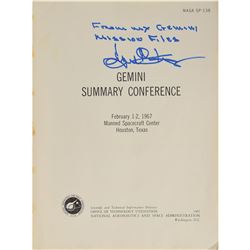 NASA SP-138
From my Gemini
Mission Files
GEMINI
SUMMARY CONFERENCE
February 1-2, 1967
Manned Spacecraft Center
Houston, Texas
Scientific and Technical Information Division
OFFICE OF TECHNOLOGY UTILIZATION 1967
NATIONAL AERONAUTICS AND SPACE ADMINISTRATION
Washington, D.C.